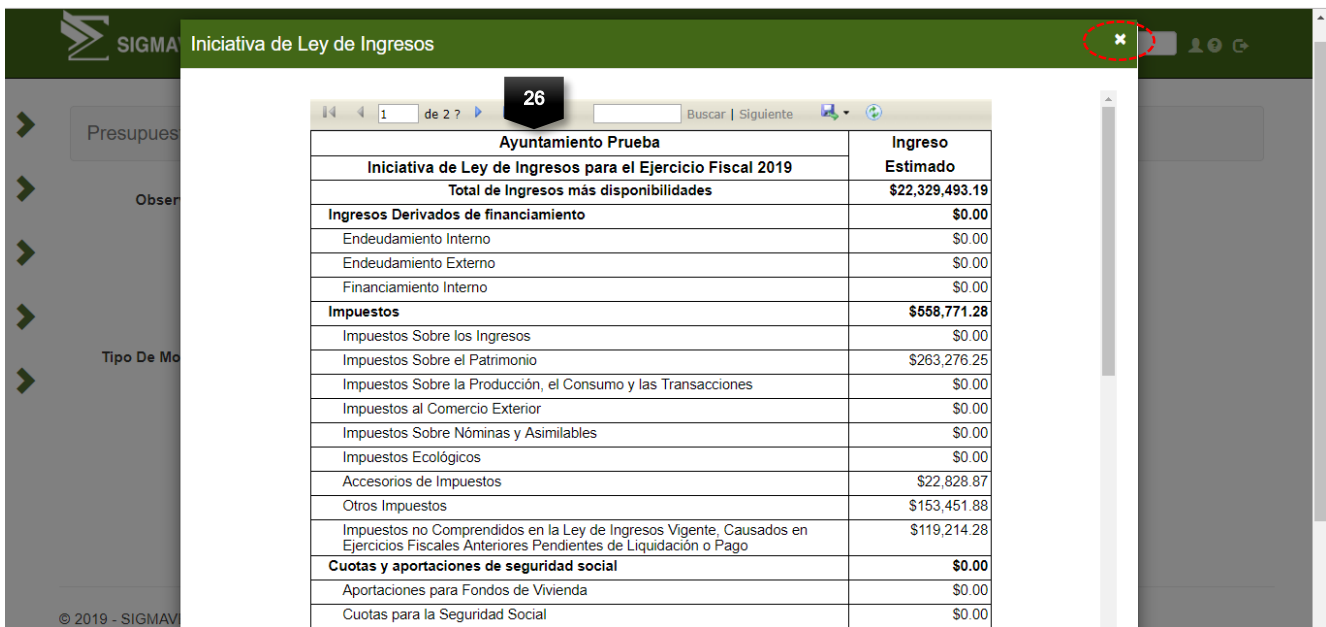 SIGMAV
Iniciativa de Ley de Ingresos
26
1 de 2 ? Buscar | Siguiente
Presupues
Obser
Tipo De Mo
Ayuntamiento Prueba
Iniciativa de Ley de Ingresos para el Ejercicio Fiscal 2019
Ingreso
Estimado
Total de Ingresos más disponibilidades $22,329,493.19
Ingresos Derivados de financiamiento $0.00
Endeudamiento Interno $0.00
Endeudamiento Externo $0.00
Financiamiento Interno $0.00
Impuestos $558,771.28
Impuestos Sobre los Ingresos $0.00
Impuestos Sobre el Patrimonio $263,276.25
Impuestos Sobre la Producción, el Consumo y las Transacciones $0.00
Impuestos al Comercio Exterior $0.00
Impuestos Sobre Nóminas y Asimilables $0.00
Impuestos Ecológicos $0.00
Accesorios de Impuestos $22,828.87
Otros Impuestos $153,451.88
Impuestos no Comprendidos en la Ley de Ingresos Vigente, Causados en $119,214.28
Ejercicios Fiscales Anteriores Pendientes de Liquidación o Pago
Cuotas y aportaciones de seguridad social $0.00
Aportaciones para Fondos de Vivienda $0.00
Cuotas para la Seguridad Social $0.00
© 2019 - SIGMAVE